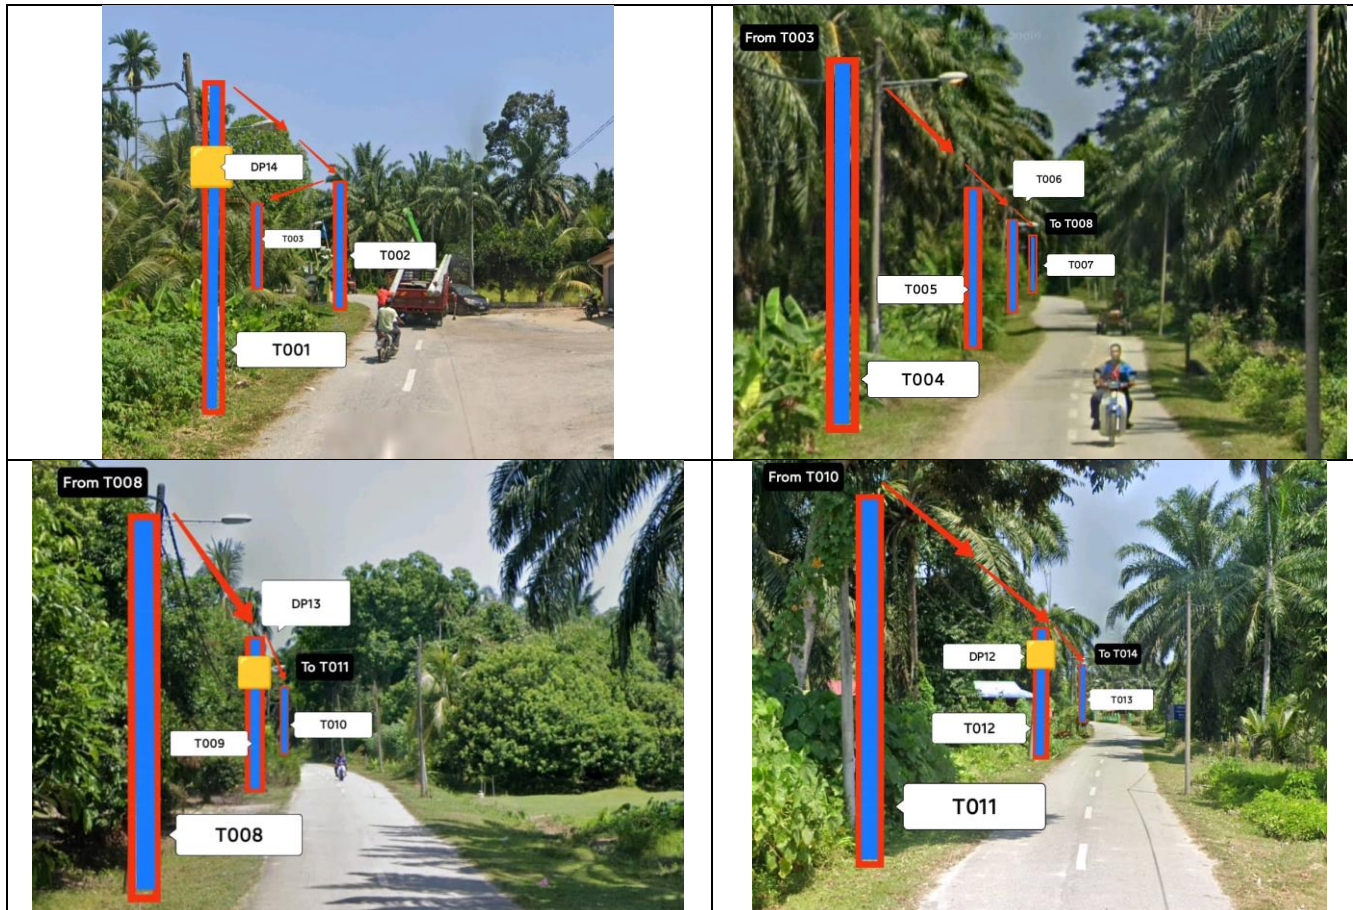 DP14
T003
T002
T001
From T003
T006
To T008
T007
T005
T004
From T008
DP13
To T011
T010
T009
T008
From T010
DP12
To T014
T013
T012
T011